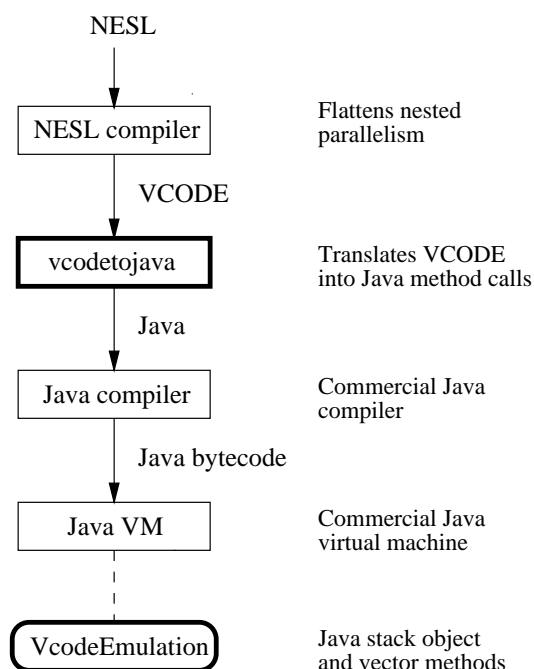 NESL
NESL compiler
Flattens nested
parallelism
VCODE
vcodetojava
Translates VCODE
into Java method calls
Java
Java compiler
Commercial Java
compiler
Java bytecode
Java VM
Commercial Java
virtual machine
VcodeEmulation
Java stack object
and vector methods